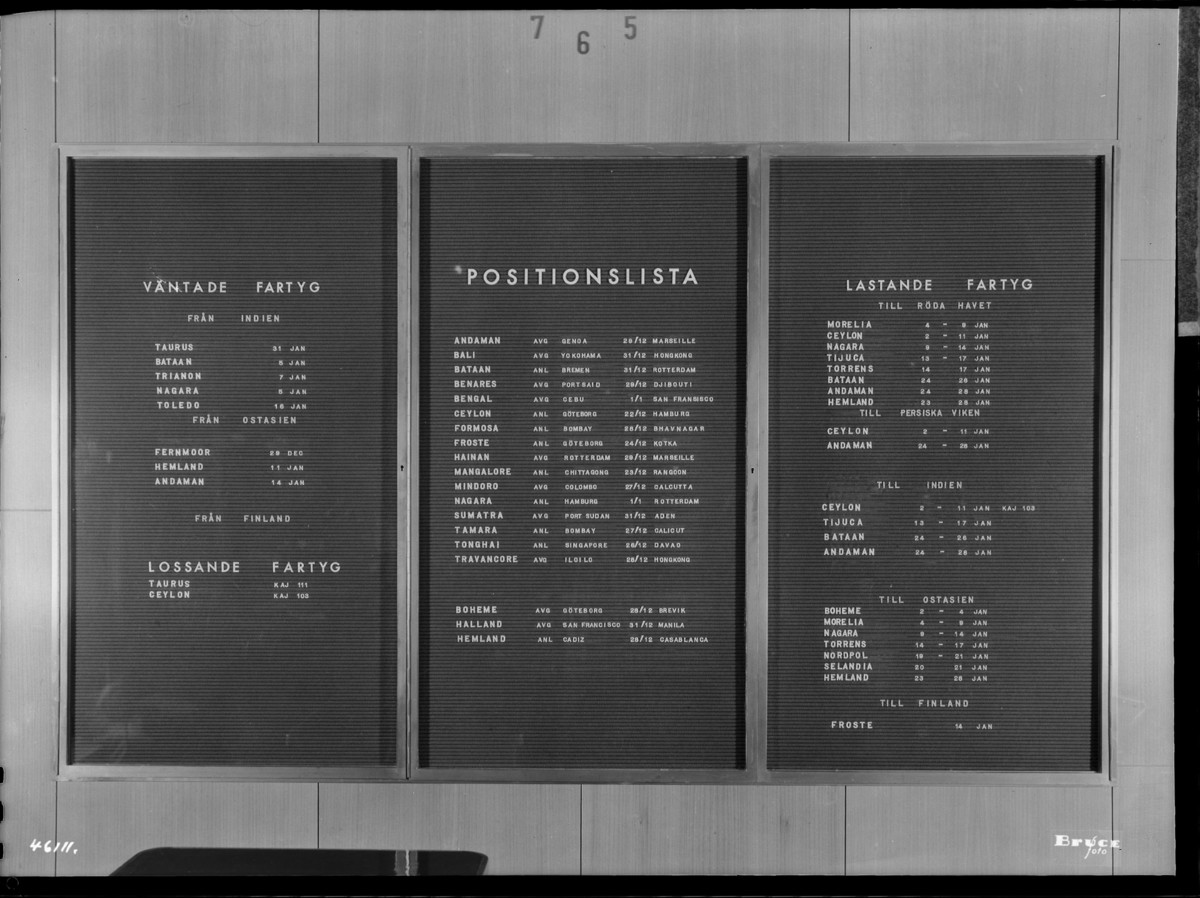 7 6 5
VÄNTADE FARTYG
FRÅN INDIEN
TAURUS 31 JAN
BATAAN 5 JAN
TRIANON 7 JAN
NAGARA 8 JAN
TOLEDO 16 JAN
FRÅN OSTASIEN
FERNMOOR 29 DEC
HEMLAND 11 JAN
ANDAMAN 14 JAN
FRÅN FINLAND
LOSSANDE FARTYG
TAURUS KAJ 111
CEYLON KAJ 103
POSITIONSLISTA
ANDAMAN AVG GENOA 29/12 MARSEILLE
BALI AVG YOKOHAMA 31/12 HONGKONG
BATAAN ANL BREMEN 31/12 ROTTERDAM
BENARES AVG PORT SAID 29/12 DJIBOUTI
BENGAL AVG CEBU 1/1 SAN FRANSISCO
CEYLON ANL GÖTEBORG 22/12 HAMBURG
FORMOSA ANL BOMBAY 28/12 BHAVNAGAR
FROSTE ANL GÖTEBORG 24/12 KOTKA
HAINAN AVG ROTTERDAM 29/12 MARSEILLE
MANGALORE ANL CHITTAGONG 23/12 RANGOON
MINDORO AVG COLOMBO 27/12 CALCUTTA
NAGARA ANL HAMBURG 1/1 ROTTERDAM
SUMATRA AVG PORT SUDAN 31/12 ADEN
TAMARA ANL BOMBAY 27/12 CALICUT
TONGHAI ANL SINGAPORE 26/12 DAVAO
TRAVANCORE AVG ILOILO 28/12 HONGKONG
BOHEME AVG GÖTEBORG 28/12 BREVIK
HALLAND AVG SAN FRANCISCO 31/12 MANILA
HEMLAND ANL CADIZ 28/12 CASABLANCA
LASTANDE FARTYG
TILL RÖDA HAVET
MORELIA 4 - 9 JAN
CEYLON 2 - 11 JAN
NAGARA 9 - 14 JAN
TIJUCA 13 - 17 JAN
TORRENS 14 17 JAN
BATAAN 24 28 JAN
ANDAMAN 24 - 28 JAN
HEMLAND 23 28 JAN
TILL PERSISKA VIKEN
CEYLON 2 - 11 JAN
ANDAMAN 24 - 28 JAN
TILL INDIEN
CEYLON 2 - 11 JAN KAJ 103
TIJUCA 13 - 17 JAN
BATAAN 24 - 28 JAN
ANDAMAN 24 - 28 JAN
TILL OSTASIEN
BOHEME 2 - 4 JAN
MORELIA 4 - 9 JAN
NAGARA 9 - 14 JAN
TORRENS 14 - 17 JAN
NORDPOL 19 - 21 JAN
SELANDIA 20 21 JAN
HEMLAND 23 28 JAN
TILL FINLAND
FROSTE 14 JAN
46111.
Bruce
foto